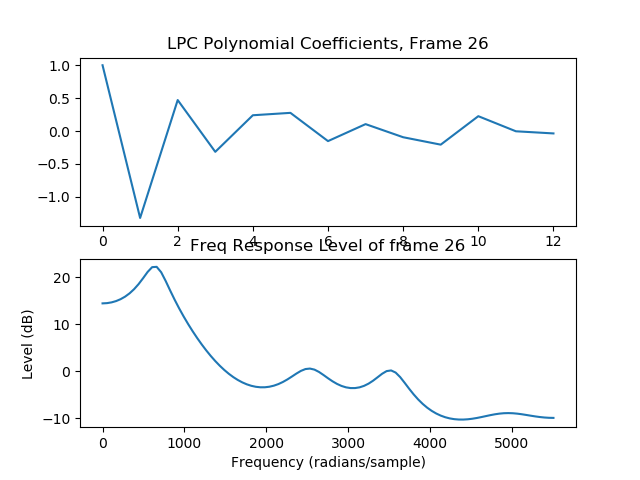 LPC Polynomial Coefficients, Frame 26
1.0
0.5
0.0
−0.5
−1.0
0 2 4 6 8 10 12
Freq Response Level of frame 26
20
10
0
−10
Level (dB)
0 1000 2000 3000 4000 5000
Frequency (radians/sample)